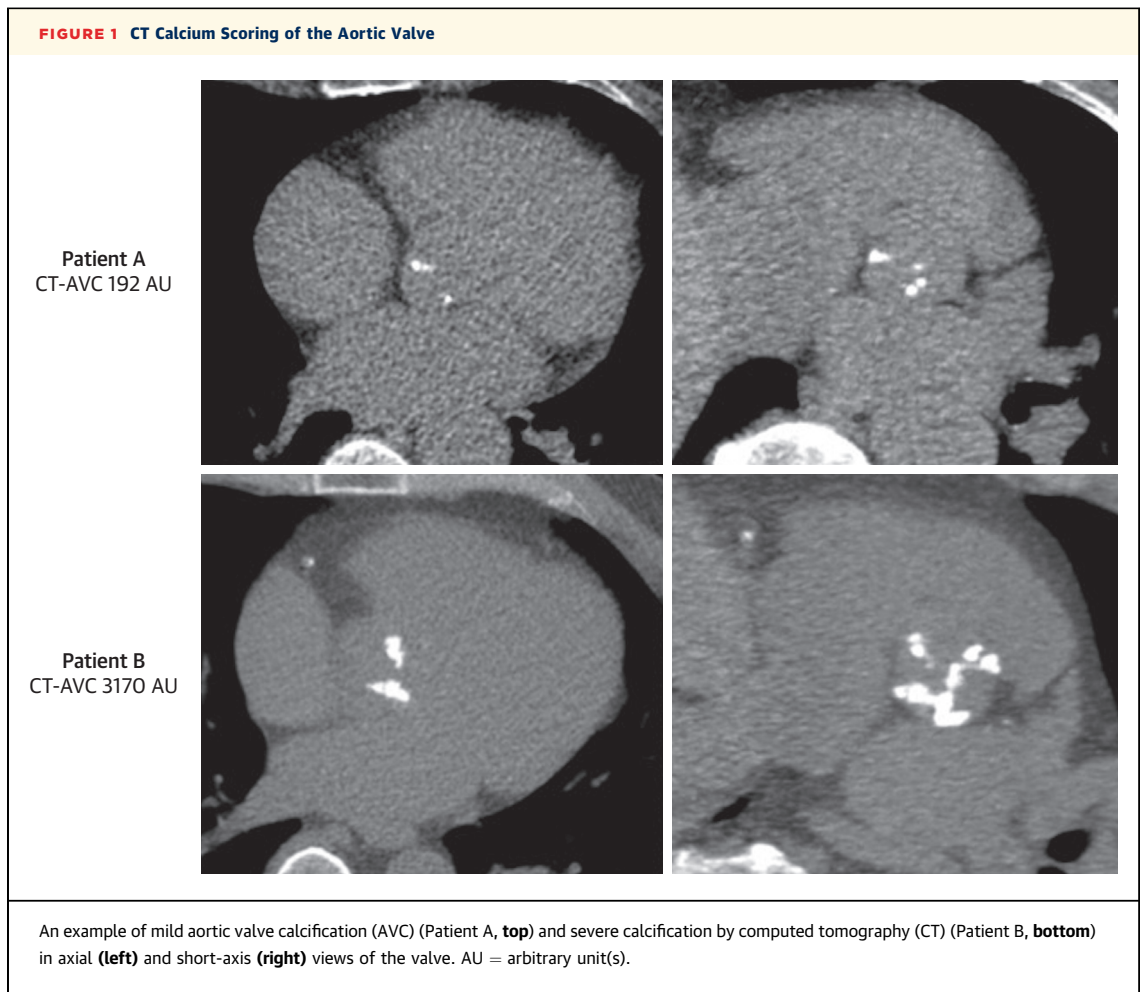 FIGURE 1 CT Calcium Scoring of the Aortic Valve
Patient A
CT-AVC 192 AU
Patient B
CT-AVC 3170 AU
An example of mild aortic valve calcification (AVC) (Patient A, top) and severe calcification by computed tomography (CT) (Patient B, bottom)
in axial (left) and short-axis (right) views of the valve. AU = arbitrary unit(s).